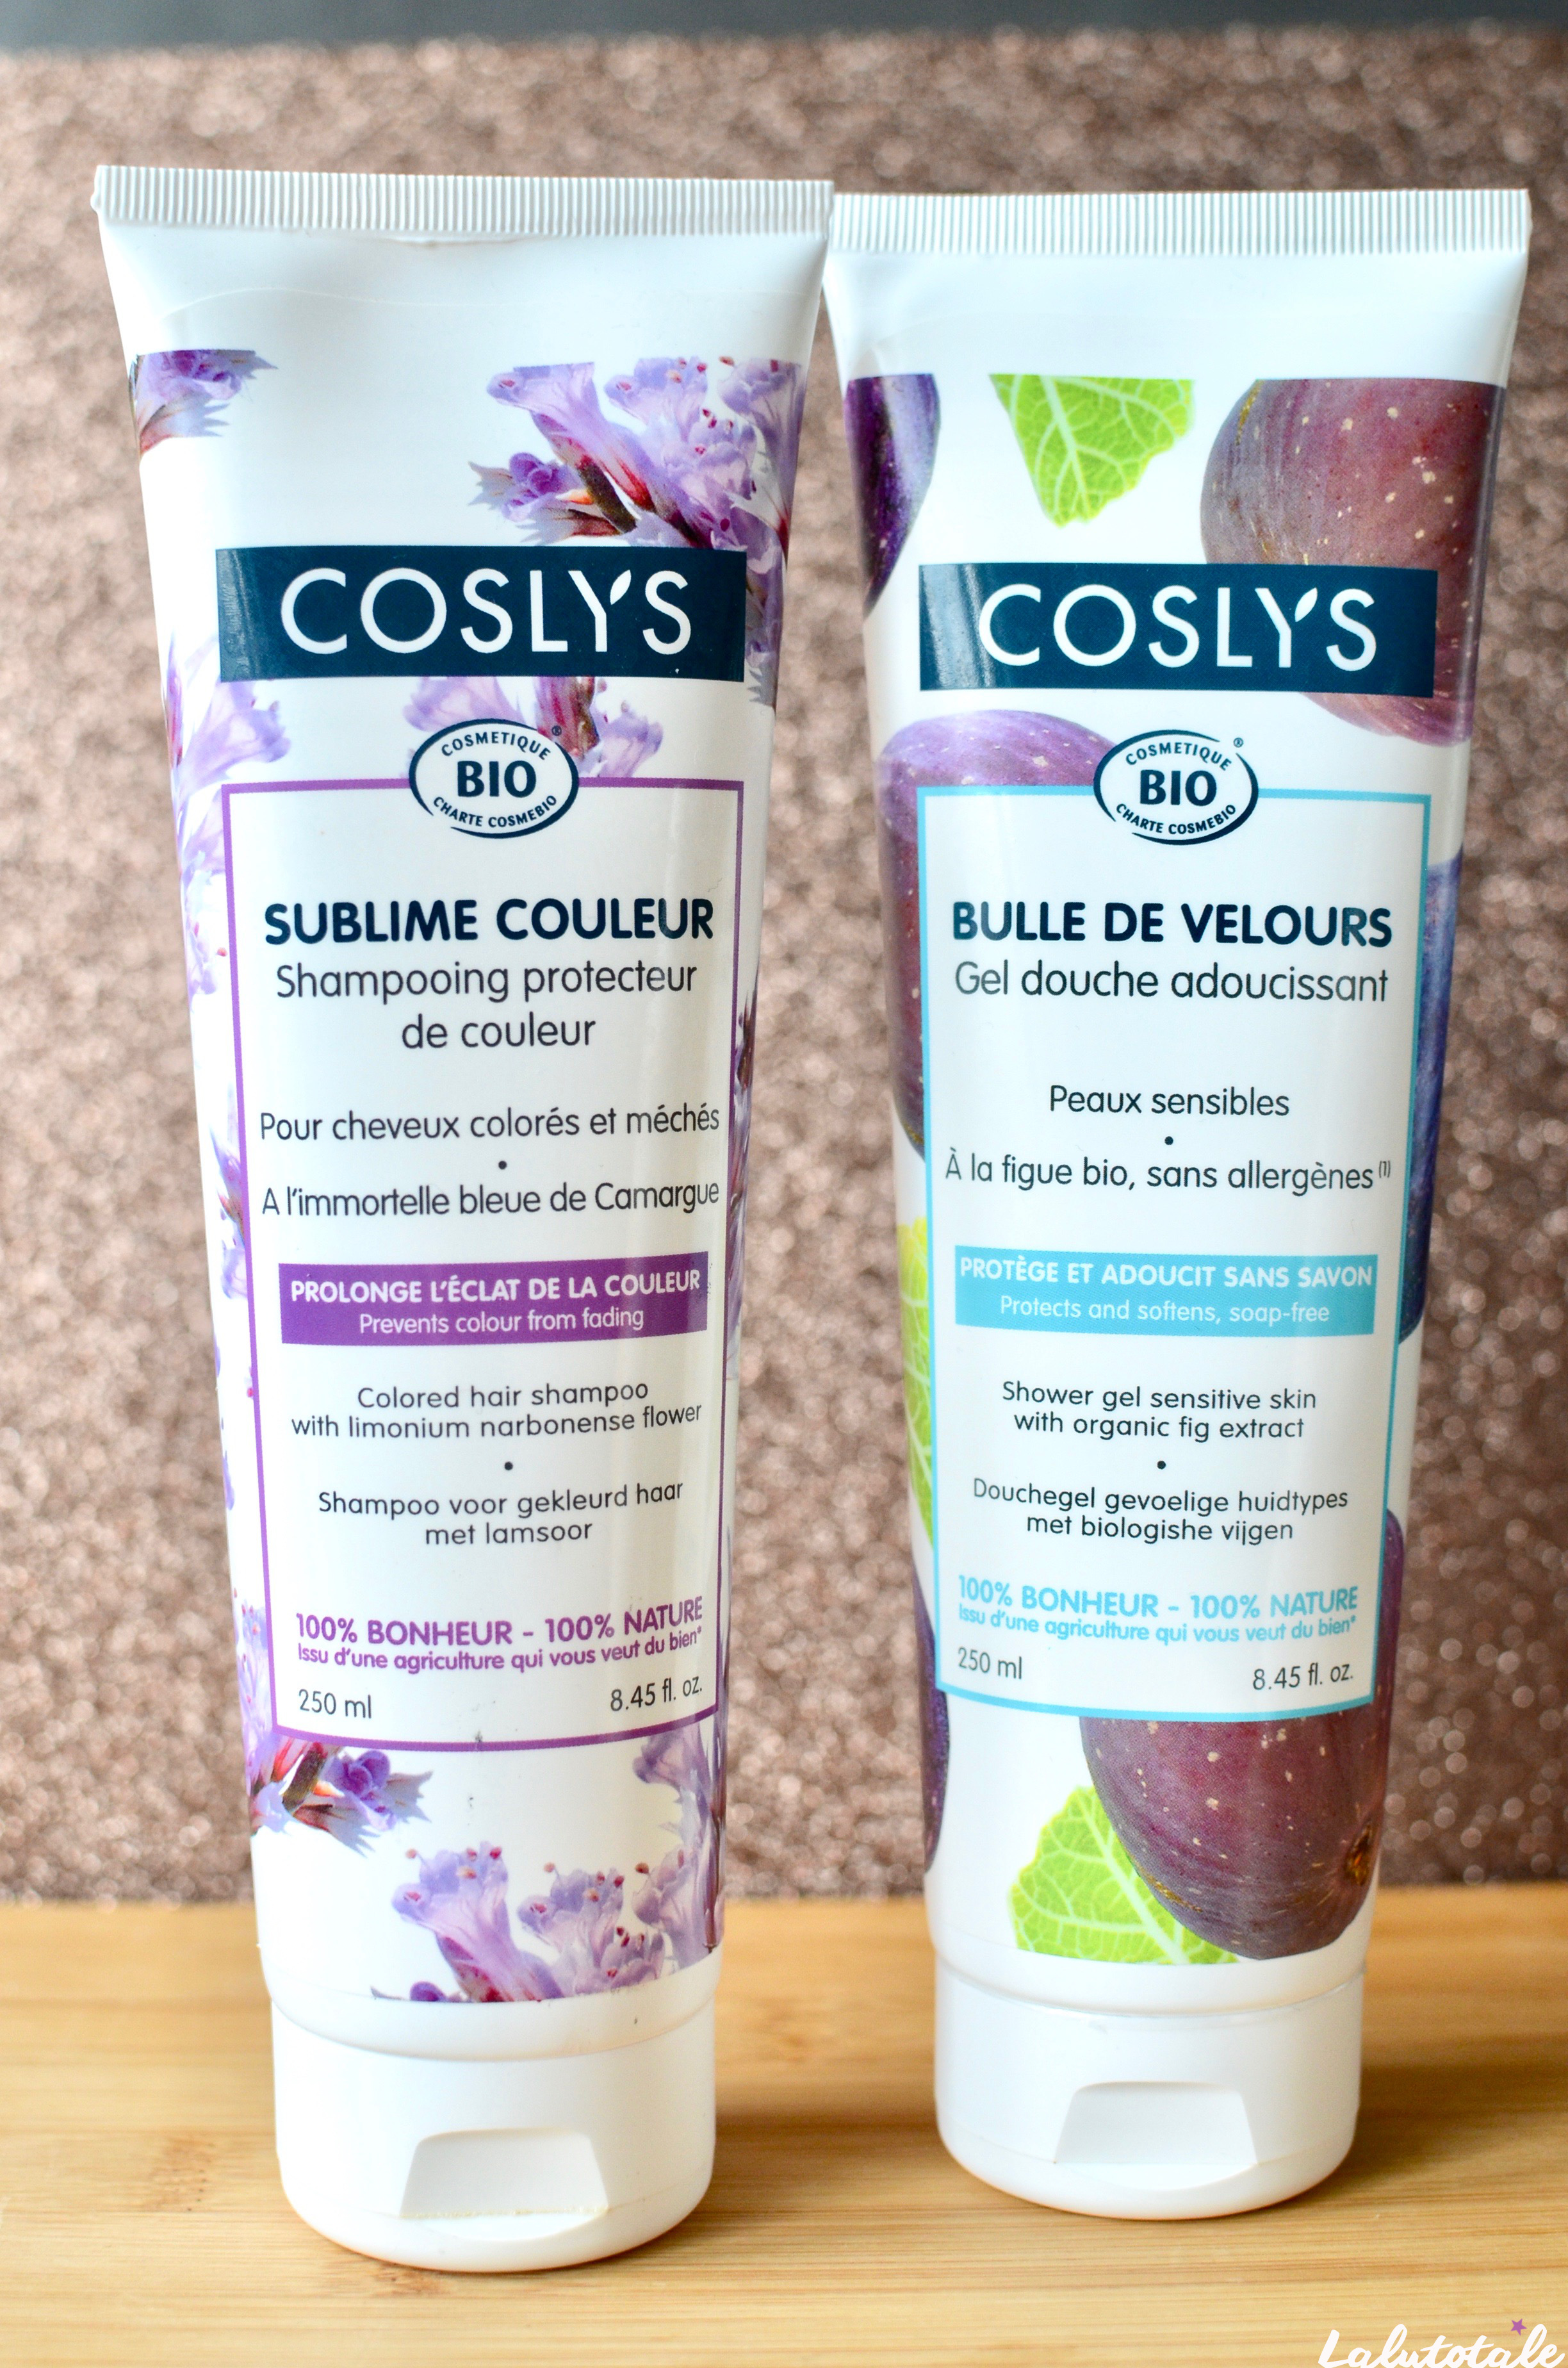 COSLYS
COSMETIQUE ®
BIO
CHARTE COSMEBIO
SUBLIME COULEUR
Shampooing protecteur
de couleur
Pour cheveux colorés et méchés
•
A l'immortelle bleue de Camargue
PROLONGE L'ÉCLAT DE LA COULEUR
Prevents colour from fading
Colored hair shampoo
with limonium narbonense flower
•
Shampoo voor gekleurd haar
met lamsoor
100% BONHEUR - 100% NATURE
Issu d'une agriculture qui vous veut du bien*
250 ml 8.45 fl. oz.
COSLYS
COSMETIQUE ®
BIO
CHARTE COSMEBIO
BULLE DE VELOURS
Gel douche adoucissant
Peaux sensibles
•
À la figue bio, sans allergènes (1)
PROTÈGE ET ADOUCIT SANS SAVON
Protects and softens, soap-free
Shower gel sensitive skin
with organic fig extract
•
Douchegel gevoelige huidtypes
met biologishe vijgen
100% BONHEUR - 100% NATURE
Issu d'une agriculture qui vous veut du bien*
250 ml 8.45 fl. oz.
Lalutotale